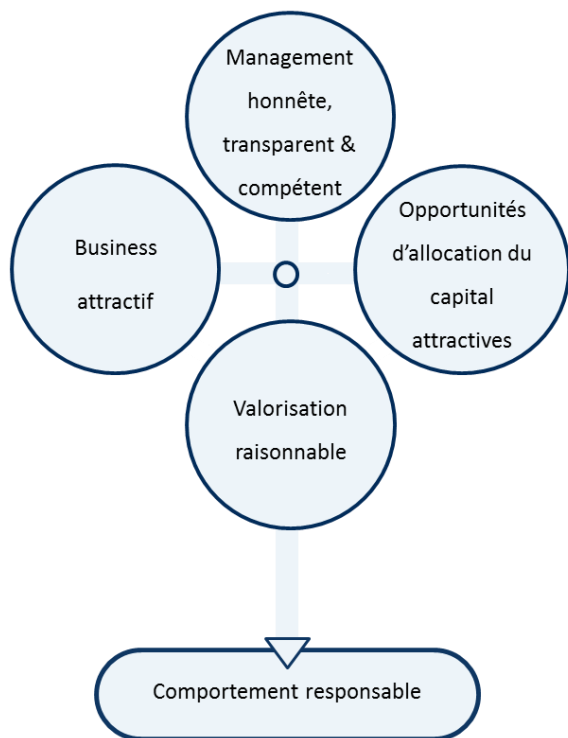 Management
honnête,
transparent &
compétent
Business
attractif
Opportunités
d’allocation du
capital
attractives
Valorisation
raisonnable
Comportement responsable